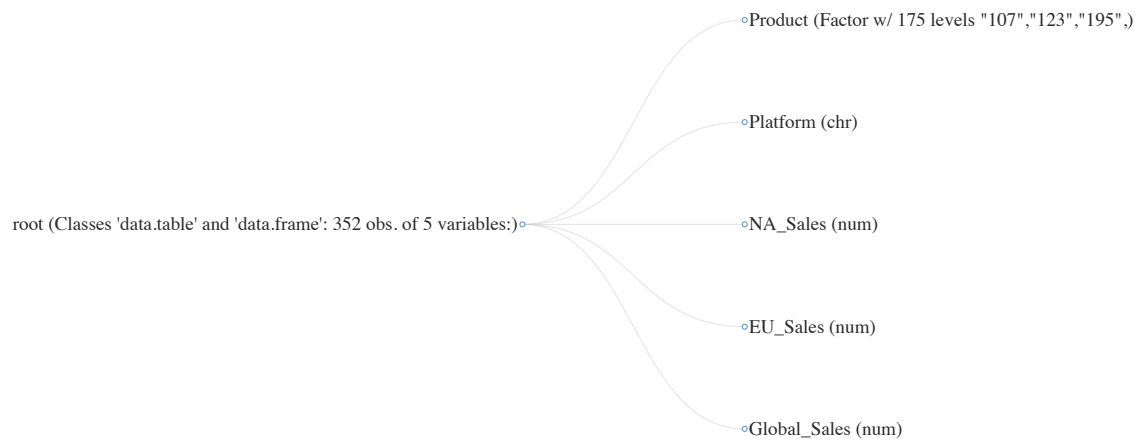 Product (Factor w/ 175 levels "107","123","195",)
Platform (chr)
root (Classes 'data.table' and 'data.frame': 352 obs. of 5 variables:)
NA_Sales (num)
EU_Sales (num)
Global_Sales (num)